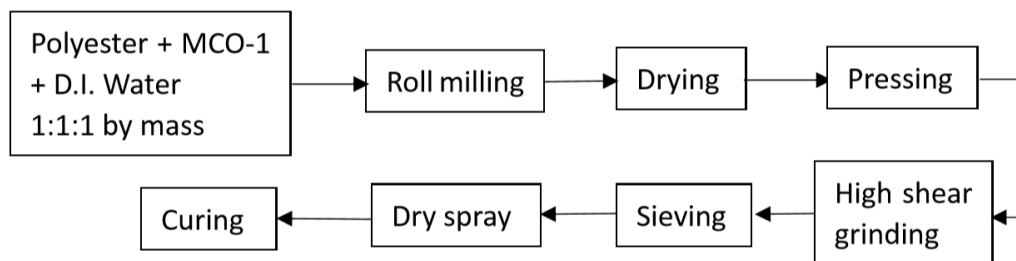 Polyester + MCO-1
+ D.I. Water
1:1:1 by mass
Roll milling
Drying
Pressing
High shear
grinding
Sieving
Dry spray
Curing